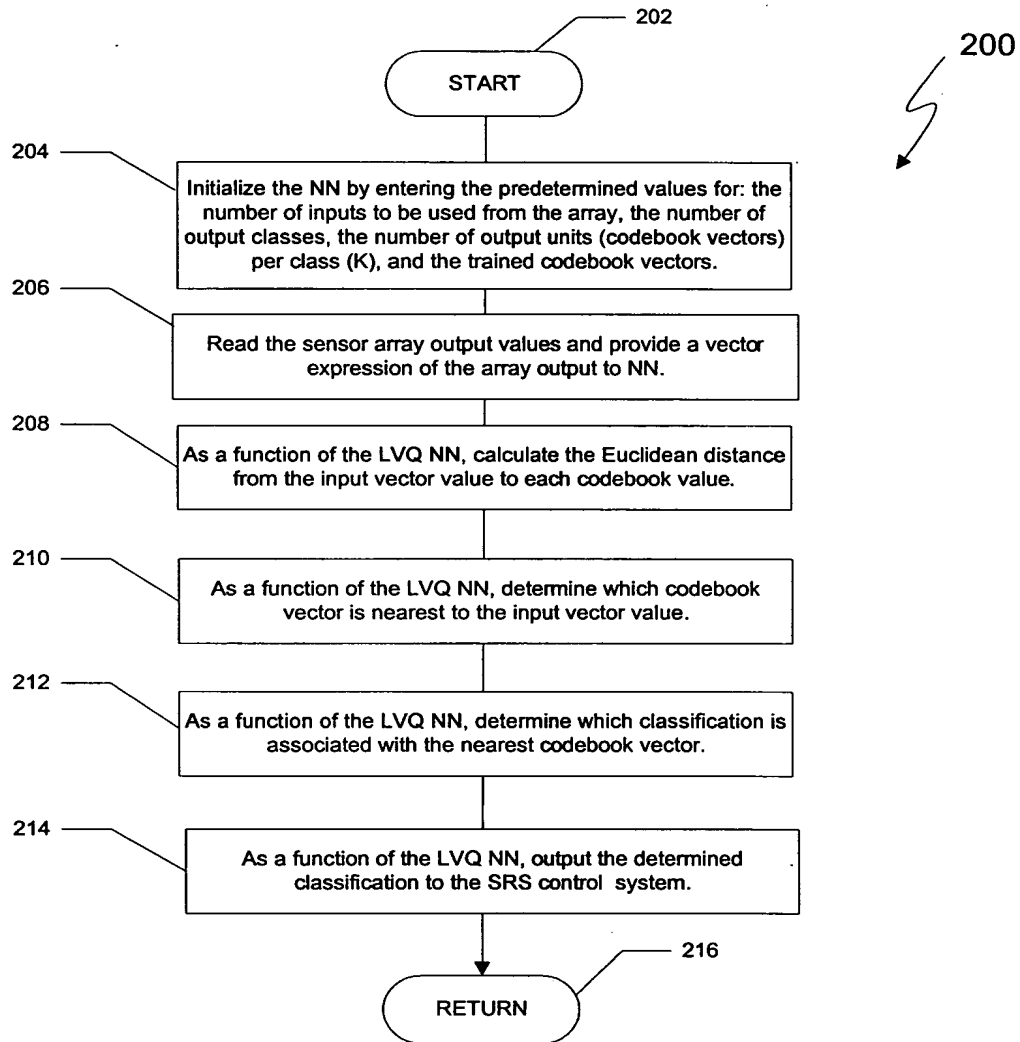 202
200
START
204
Initialize the NN by entering the predetermined values for: the
number of inputs to be used from the array, the number of
output classes, the number of output units (codebook vectors)
per class (K), and the trained codebook vectors.
206
Read the sensor array output values and provide a vector
expression of the array output to NN.
208
As a function of the LVQ NN, calculate the Euclidean distance
from the input vector value to each codebook value.
210
As a function of the LVQ NN, determine which codebook
vector is nearest to the input vector value.
212
As a function of the LVQ NN, determine which classification is
associated with the nearest codebook vector.
214
As a function of the LVQ NN, output the determined
classification to the SRS control system.
216
RETURN